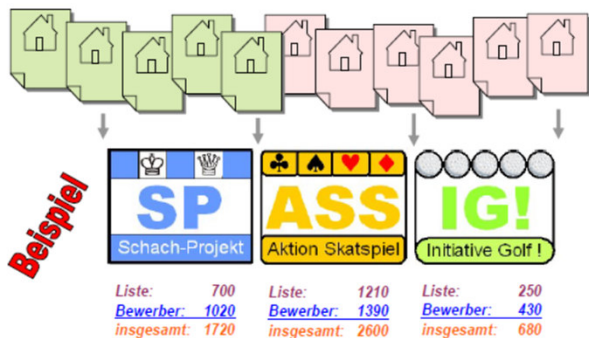 Beispiel
SP
Schach-Projekt
Liste: 700
Bewerber: 1020
insgesamt: 1720
ASS
Aktion Skatspiel
Liste: 1210
Bewerber: 1390
insgesamt: 2600
IG!
Initiative Golf !
Liste: 250
Bewerber: 430
insgesamt: 680